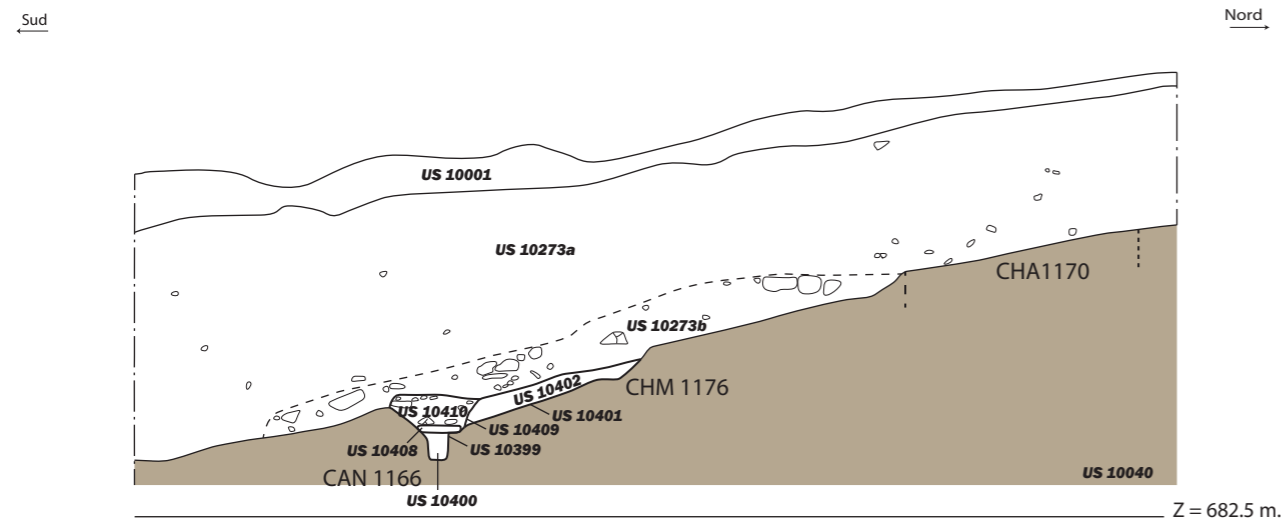 Sud
Nord
US 10001
US 10273a
CHA1170
US 10273b
US 10402
CHM 1176
US 10401
US 10410
US 10409
US 10408
US 10399
CAN 1166
US 10040
US 10400
Z = 682.5 m.